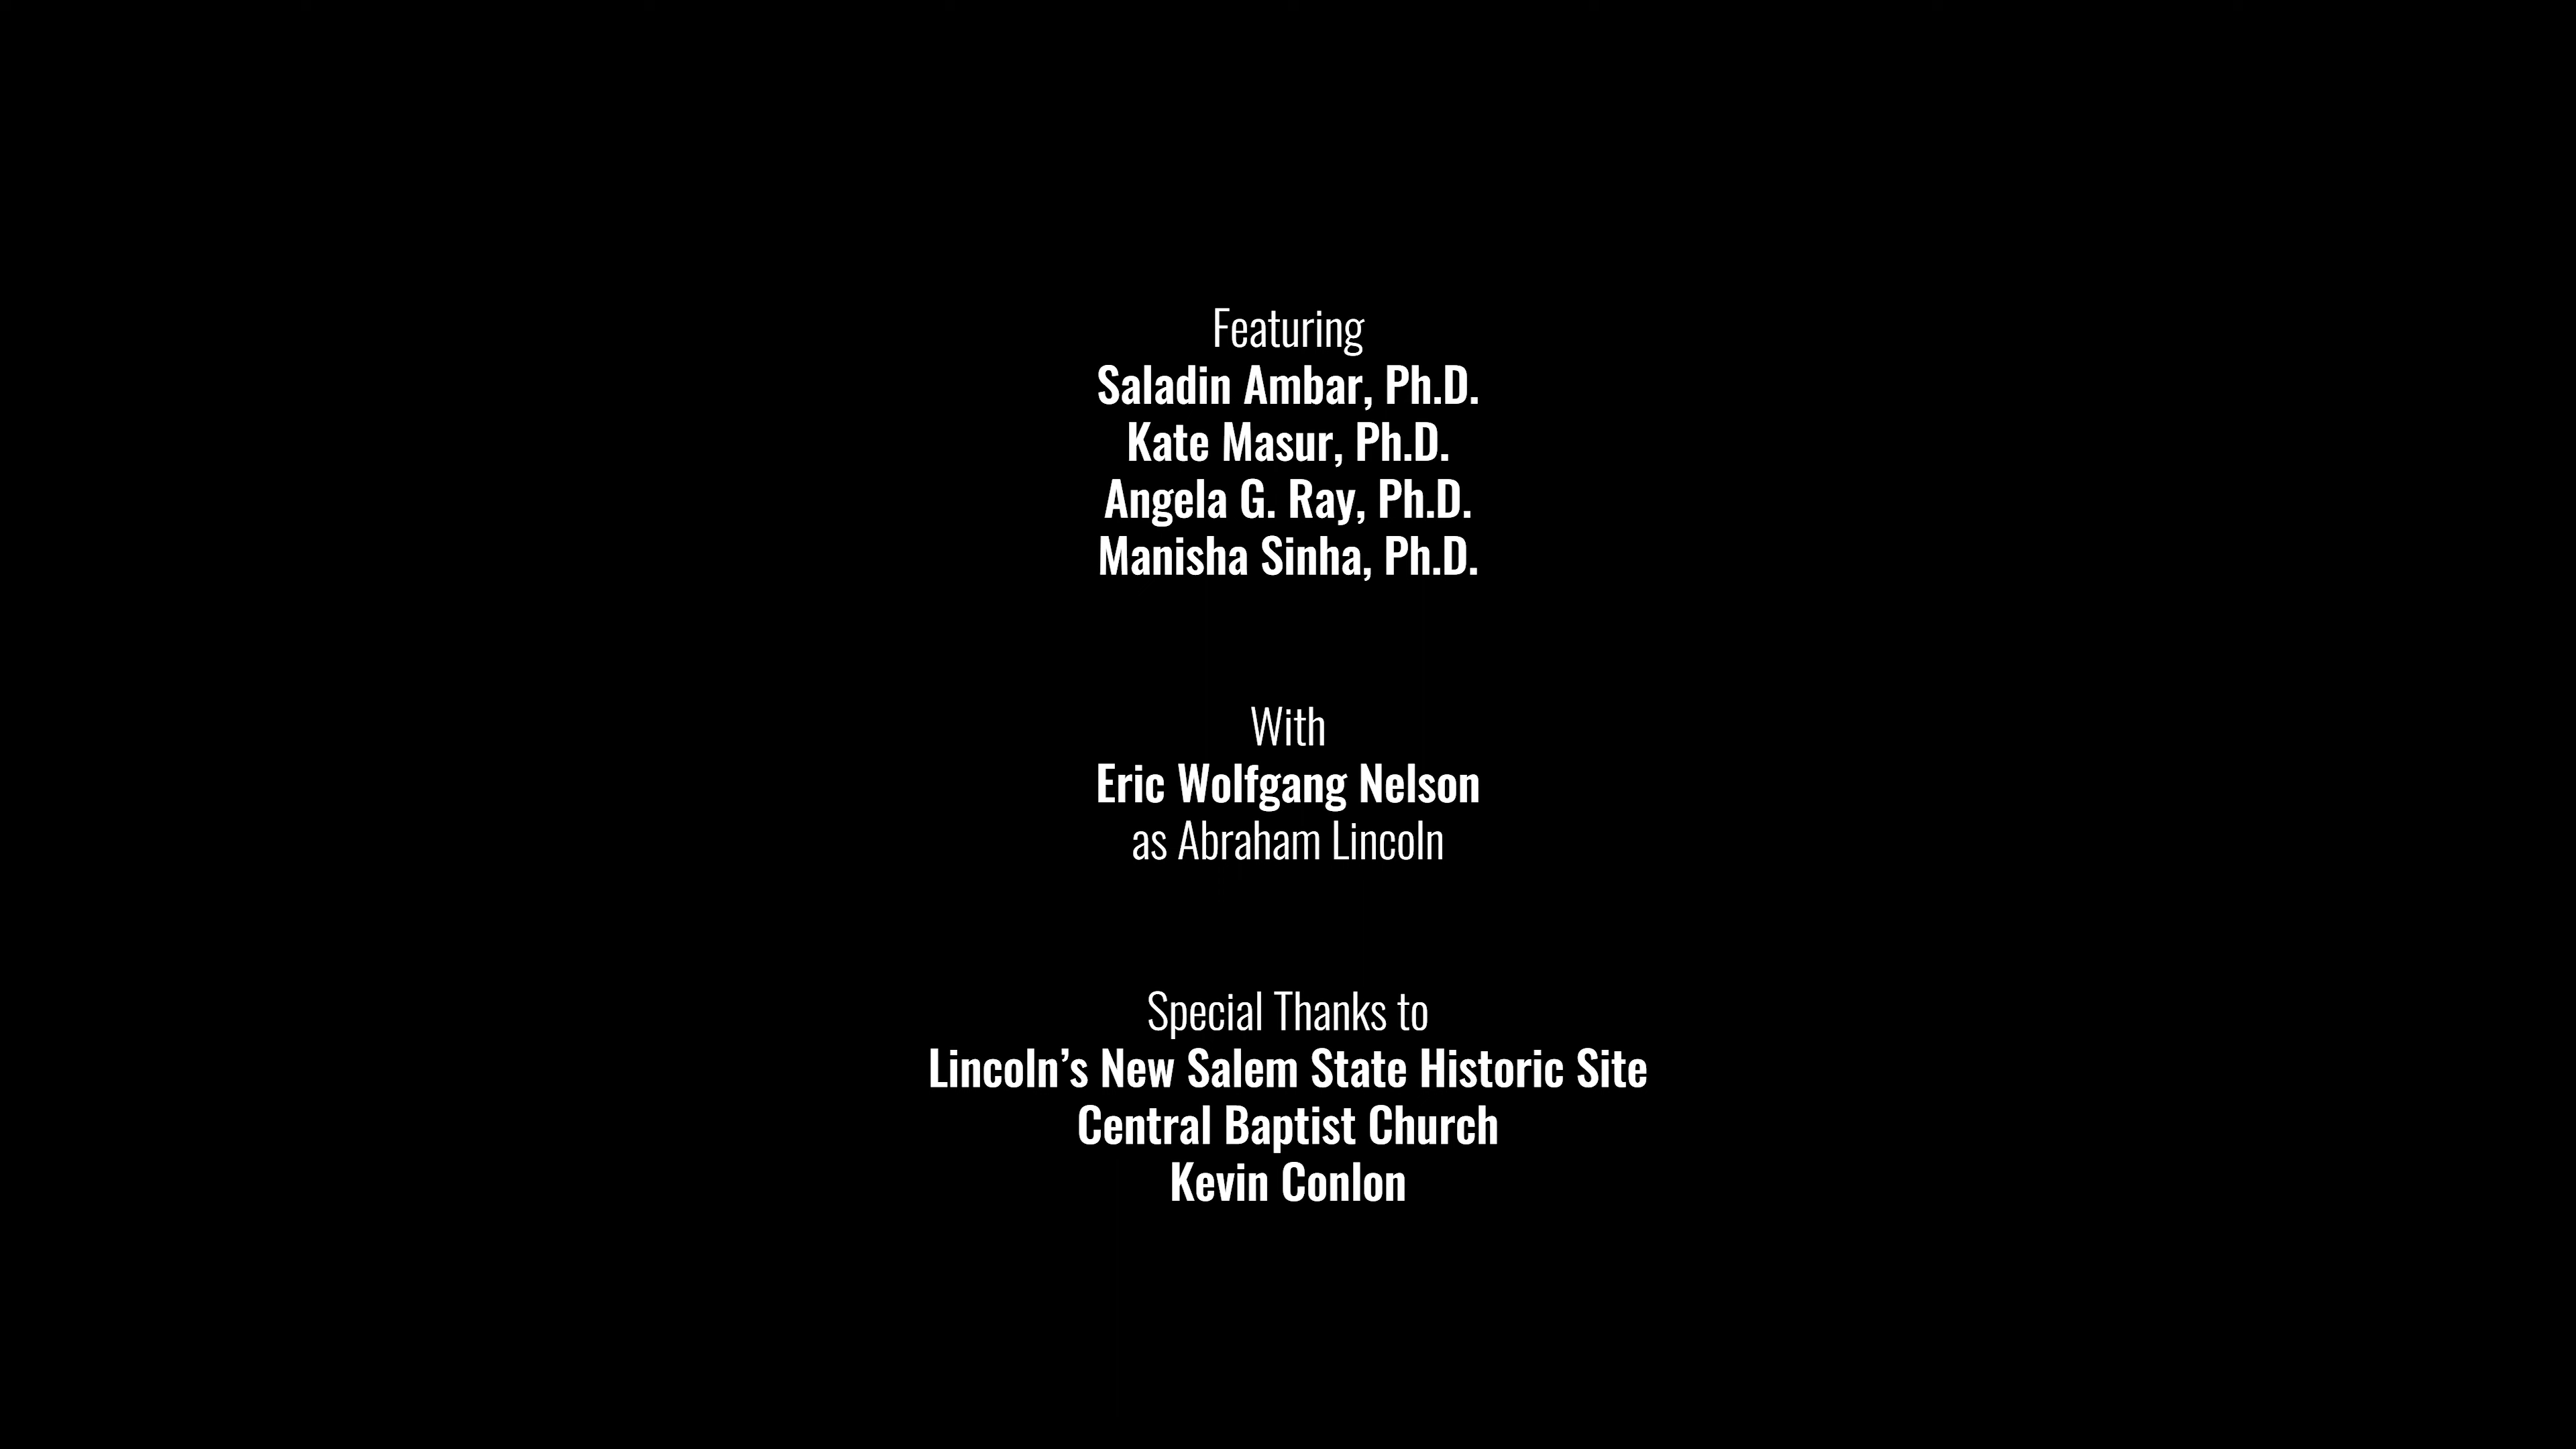 Featuring
Saladin Ambar, Ph.D.
Kate Masur, Ph.D.
Angela G. Ray, Ph.D.
Manisha Sinha, Ph.D.
With
Eric Wolfgang Nelson
as Abraham Lincoln
Special Thanks to
Lincoln’s New Salem State Historic Site
Central Baptist Church
Kevin Conlon